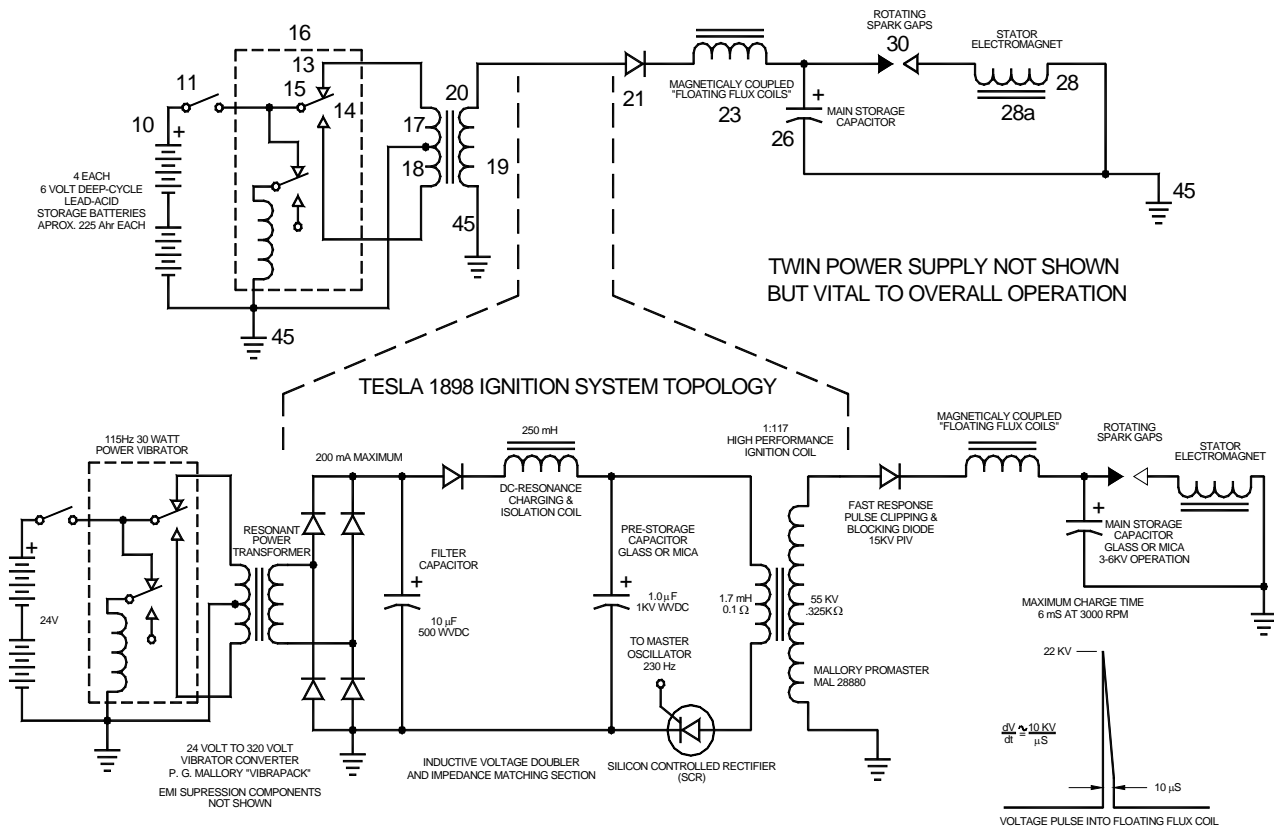 16
13
11
15
14
10
+
4 EACH
6 VOLT DEEP-CYCLE
LEAD-ACID
STORAGE BATTERIES
APROX. 225 Ahr EACH
45
17
18
20
19
45
21
MAGNETICALY COUPLED
"FLOATING FLUX COILS"
23
+
26
MAIN STORAGE
CAPACITOR
ROTATING
SPARK GAPS
30
STATOR
ELECTROMAGNET
28
28a
45
TWIN POWER SUPPLY NOT SHOWN
BUT VITAL TO OVERALL OPERATION
TESLA 1898 IGNITION SYSTEM TOPOLOGY
115Hz 30 WATT
POWER VIBRATOR
+
24V
RESONANT
POWER
TRANSFORMER
24 VOLT TO 320 VOLT
VIBRATOR CONVERTER
P. G. MALLORY "VIBRAPACK"
EMI SUPRESSION COMPONENTS
NOT SHOWN
200 mA MAXIMUM
FILTER
CAPACITOR
+
10 µF
500 WVDC
250 mH
DC-RESONANCE
CHARGING &
ISOLATION COIL
PRE-STORAGE
CAPACITOR
GLASS OR MICA
+
1.0 µF
1KV WVDC
INDUCTIVE VOLTAGE DOUBLER
AND IMPEDANCE MATCHING SECTION
TO MASTER
OSCILLATOR
230 Hz
SILICON CONTROLLED RECTIFIER
(SCR)
1:117
HIGH PERFORMANCE
IGNITION COIL
1.7 mH
0.1 Ω
55 KV
.325KΩ
MALLORY PROMASTER
MAL 28880
FAST RESPONSE
PULSE CLIPPING &
BLOCKING DIODE
15KV PIV
MAGNETICALY COUPLED
"FLOATING FLUX COILS"
ROTATING
SPARK GAPS
STATOR
ELECTROMAGNET
+
MAIN STORAGE
CAPACITOR
GLASS OR MICA
3-6KV OPERATION
MAXIMUM CHARGE TIME
6 mS AT 3000 RPM
22 KV
dV/dt ≈ 10 KV/µS
10 µS
VOLTAGE PULSE INTO FLOATING FLUX COIL